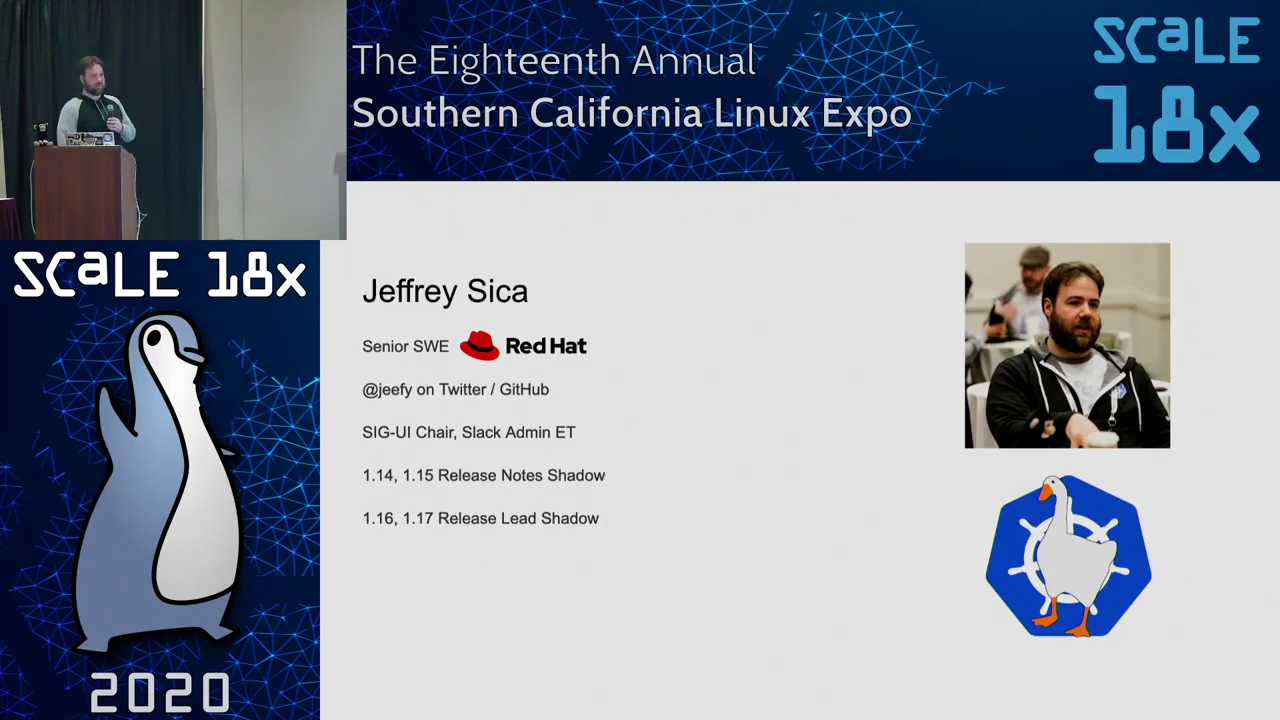 The Eighteenth Annual
Southern California Linux Expo
SCaLE
18x
SCaLE 18x
2020
Jeffrey Sica
Senior SWE Red Hat
@jeefy on Twitter / GitHub
SIG-UI Chair, Slack Admin ET
1.14, 1.15 Release Notes Shadow
1.16, 1.17 Release Lead Shadow